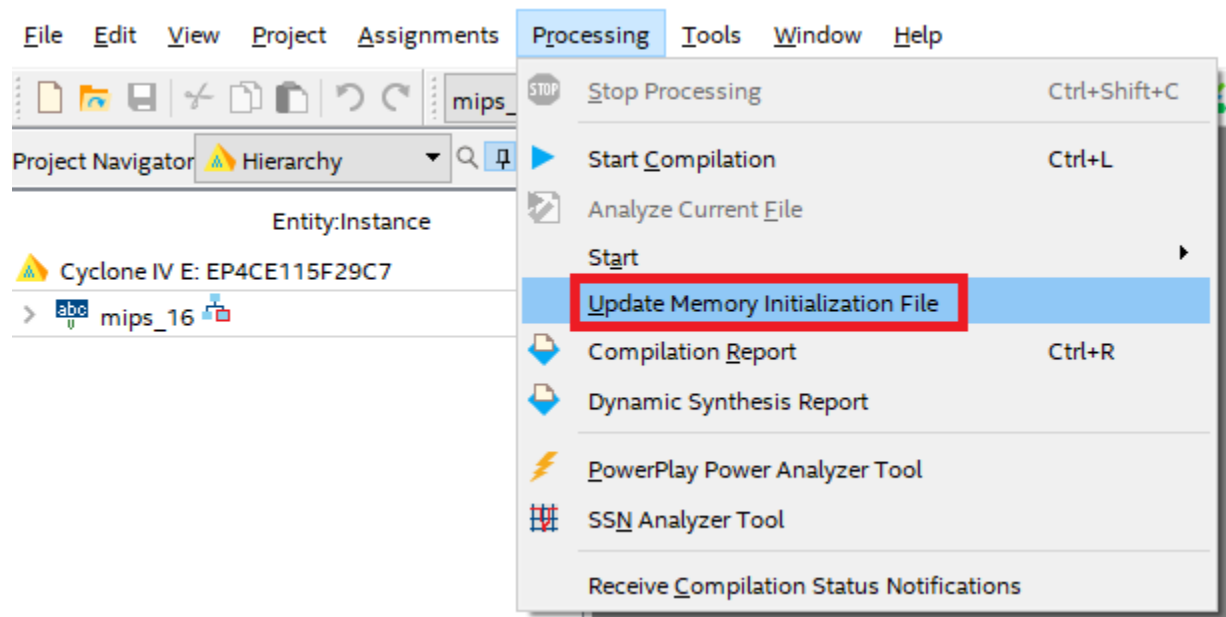 File Edit View Project Assignments Processing Tools Window Help
mips_
STOP Stop Processing Ctrl+Shift+C
Project Navigator Hierarchy
Start Compilation Ctrl+L
Analyze Current File
Entity:Instance
Start
Cyclone IV E: EP4CE115F29C7
Update Memory Initialization File
abc mips_16
Compilation Report Ctrl+R
Dynamic Synthesis Report
PowerPlay Power Analyzer Tool
SSN Analyzer Tool
Receive Compilation Status Notifications